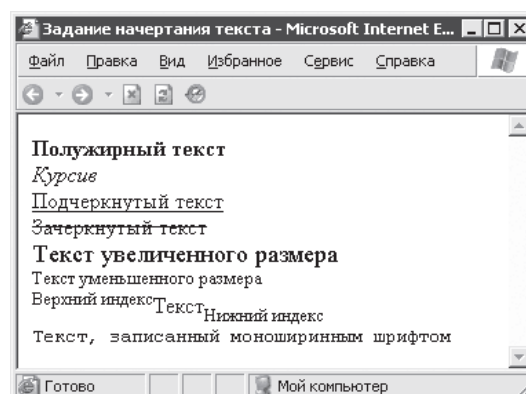 Задание начертания текста - Microsoft Internet E...
Файл Правка Вид Избранное Сервис Справка
Полужирный текст
Курсив
Подчеркнутый текст
Зачеркнутый текст
Текст увеличенного размера
Текст уменьшенного размера
Верхний индексТекстНижний индекс
Текст, записанный моноширинным шрифтом
Готово Мой компьютер